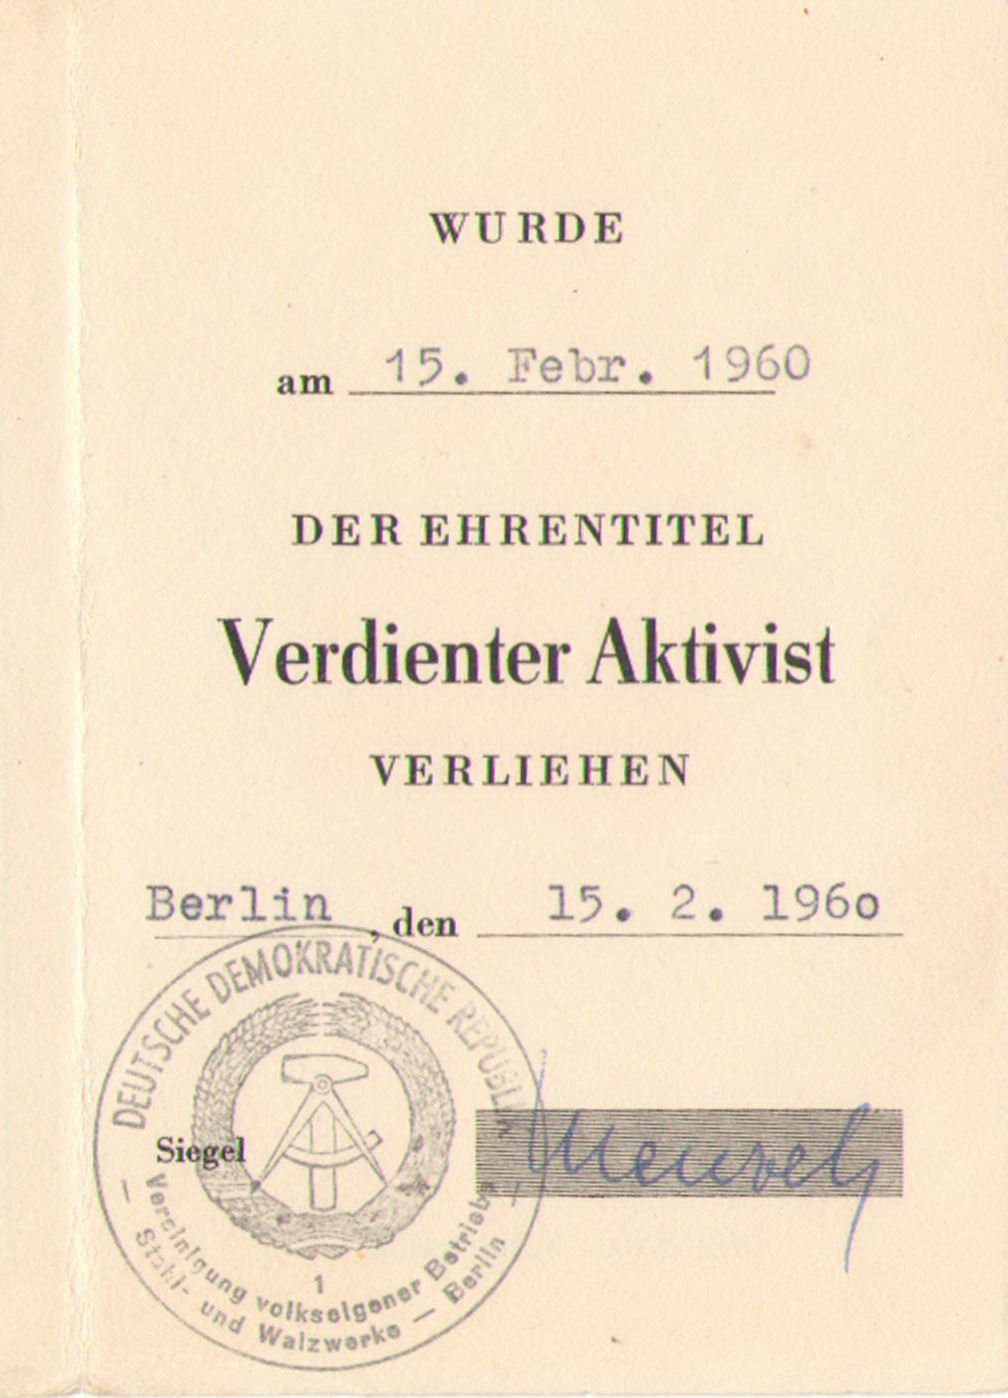 WURDE
am 15. Febr. 1960
DER EHRENTITEL
Verdienter Aktivist
VERLIEHEN
Berlin, den 15. 2. 1960
DEUTSCHE DEMOKRATISCHE REPUBLIK
Siegel
1
Vereinigung volkseigener Betriebe
— Stahl- und Walzwerke — Berlin —